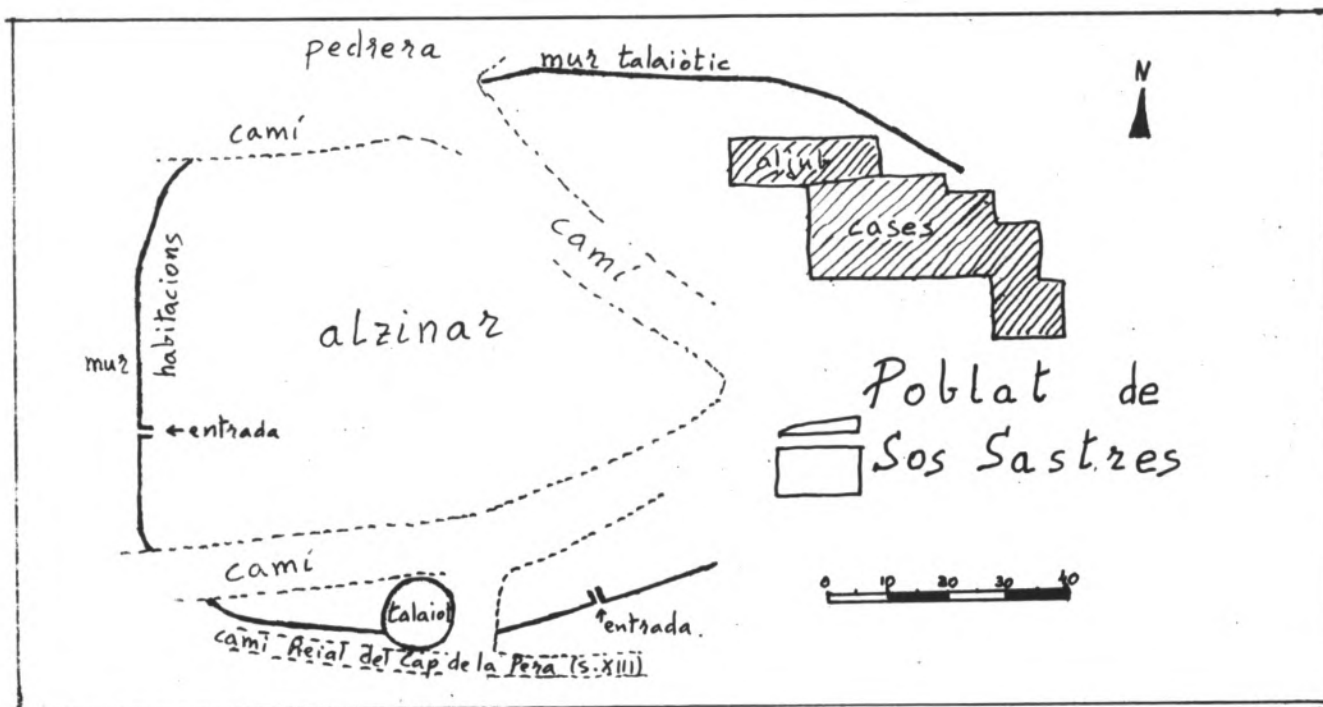 pedrera
mur talaiòtic
N
camí
aljub
cases
camí
habitacions
alzinar
mur
Poblat de
← entrada
Sos Sastres
camí
talaiot
↑entrada.
0 10 20 30 40
camí Reial del Cap de la Pera (s.XIII)